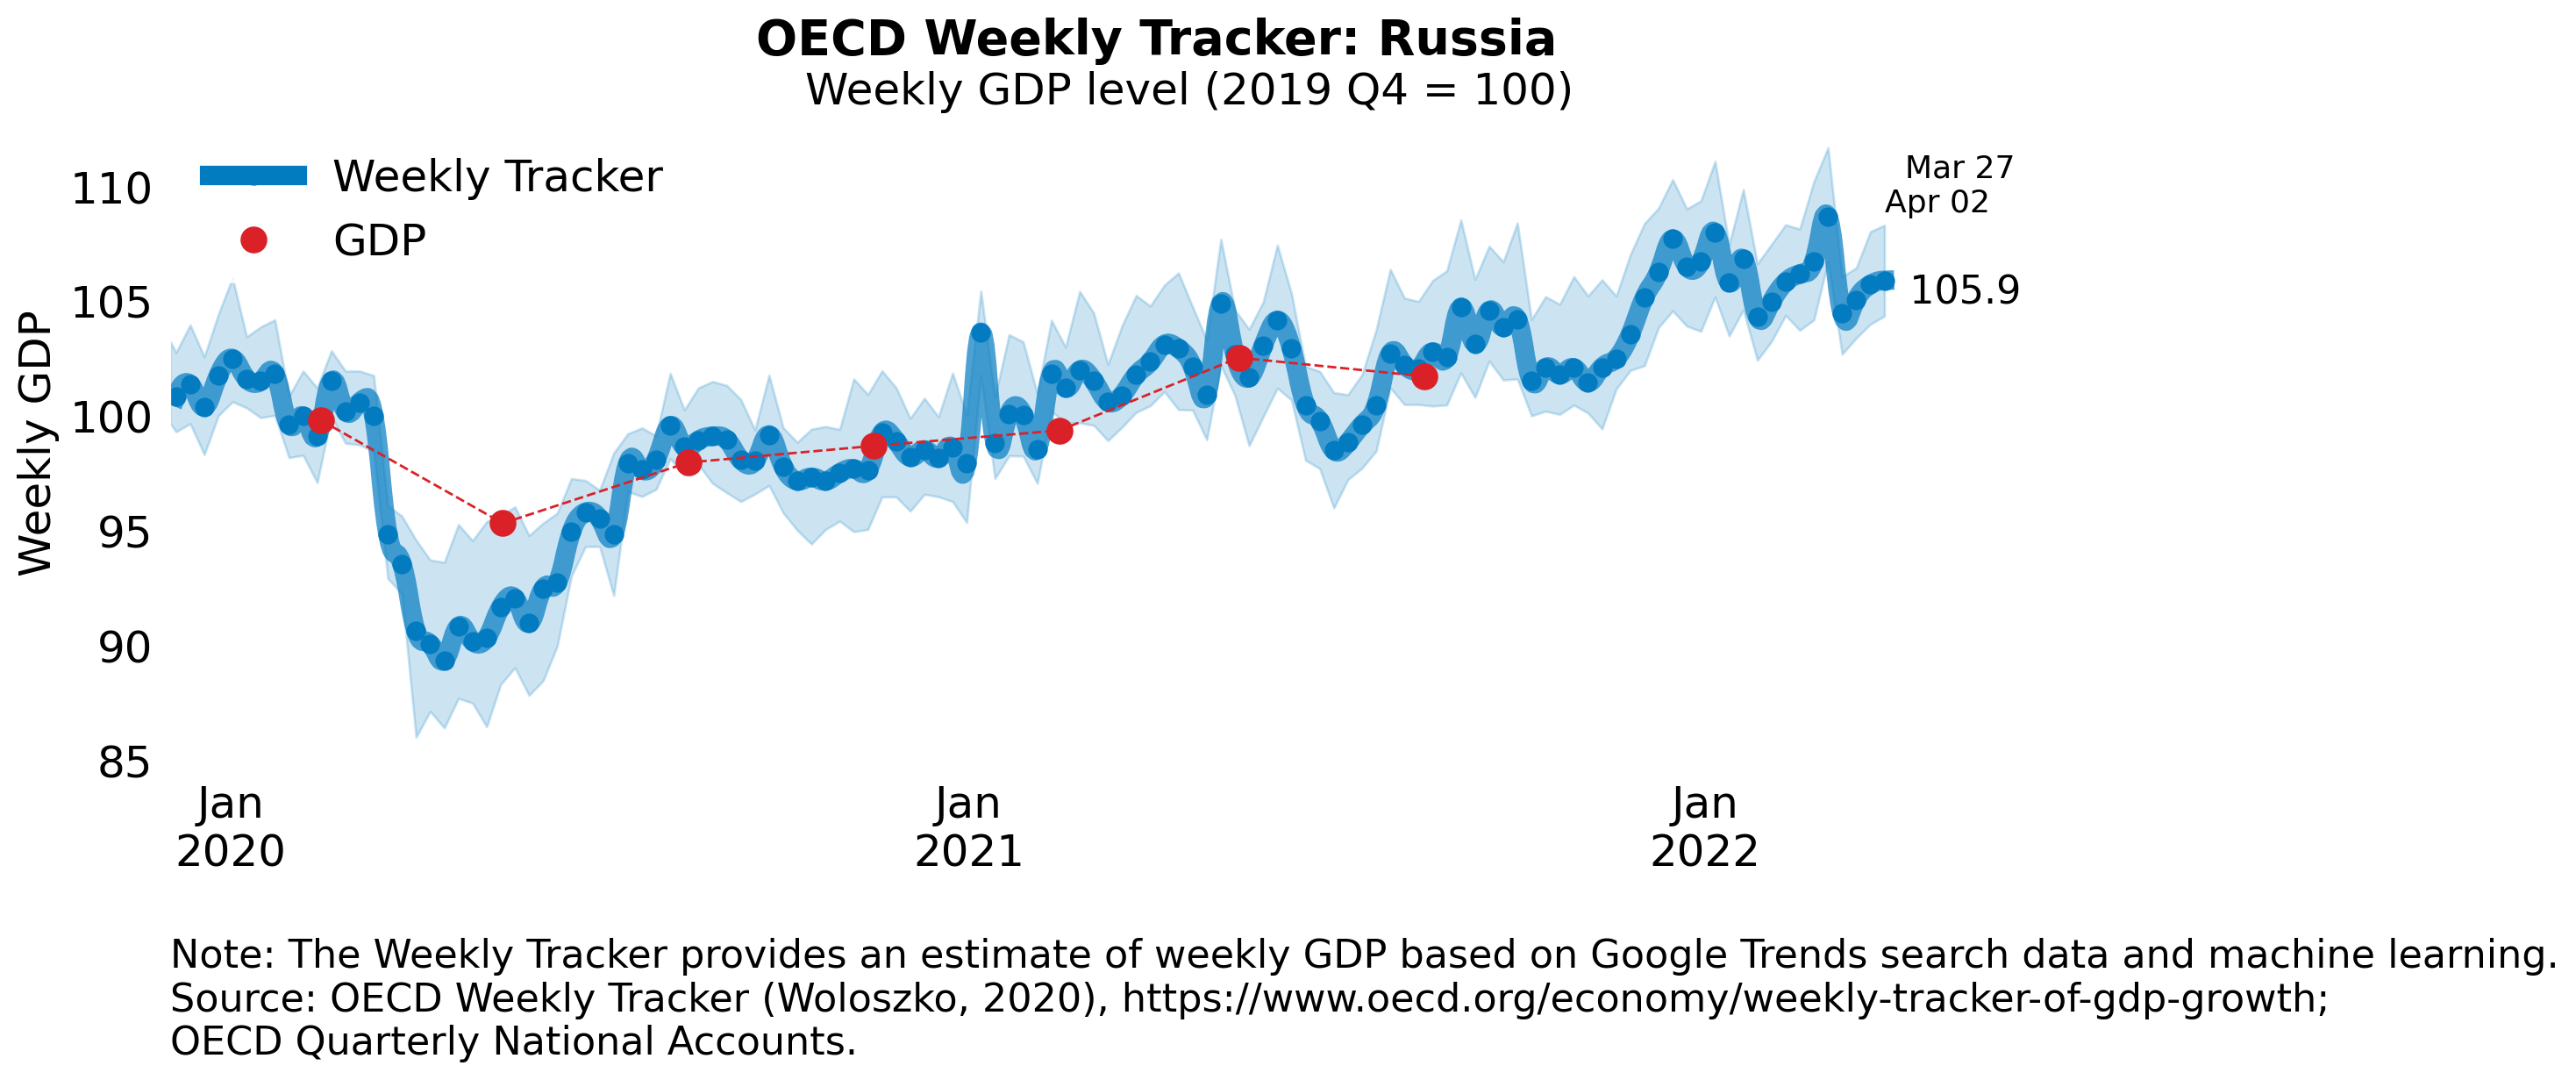 OECD Weekly Tracker: Russia
Weekly GDP level (2019 Q4 = 100)
Weekly Tracker
GDP
Mar 27
Apr 02
105.9
Weekly GDP
110
105
100
95
90
85
Jan
2020
Jan
2021
Jan
2022
Note: The Weekly Tracker provides an estimate of weekly GDP based on Google Trends search data and machine learning.
Source: OECD Weekly Tracker (Woloszko, 2020), https://www.oecd.org/economy/weekly-tracker-of-gdp-growth;
OECD Quarterly National Accounts.